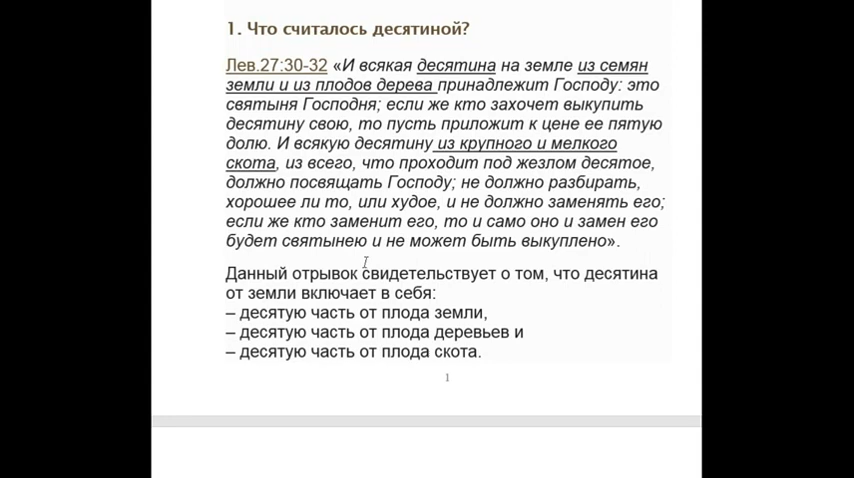 1. Что считалось десятиной?
Лев.27:30-32 «И всякая десятина на земле из семян
земли и из плодов дерева принадлежит Господу: это
святыня Господня; если же кто захочет выкупить
десятину свою, то пусть приложит к цене ее пятую
долю. И всякую десятину из крупного и мелкого
скота, из всего, что проходит под жезлом десятое,
должно посвящать Господу; не должно разбирать,
хорошее ли то, или худое, и не должно заменять его;
если же кто заменит его, то и само оно и замен его
будет святынею и не может быть выкуплено».
Данный отрывок свидетельствует о том, что десятина
от земли включает в себя:
– десятую часть от плода земли,
– десятую часть от плода деревьев и
– десятую часть от плода скота.
1